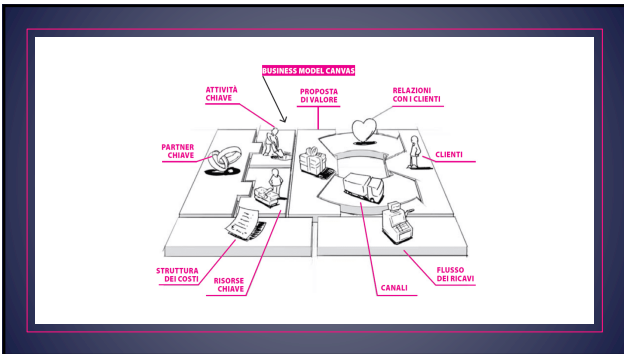 BUSINESS MODEL CANVAS
ATTIVITÀ
CHIAVE
PROPOSTA
DI VALORE
RELAZIONI
CON I CLIENTI
PARTNER
CHIAVE
CLIENTI
STRUTTURA
DEI COSTI
RISORSE
CHIAVE
CANALI
FLUSSO
DEI RICAVI